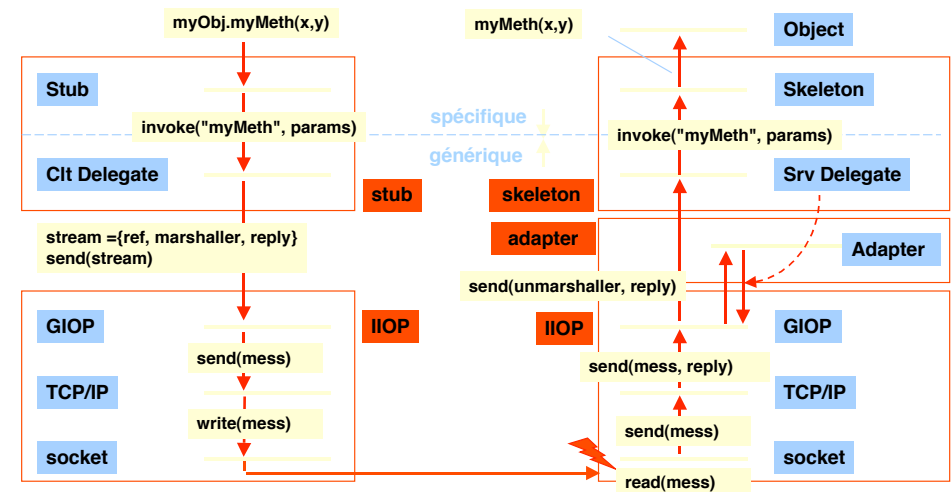 myObj.myMeth(x,y)
myMeth(x,y)
Object
Stub
Skeleton
spécifique
invoke("myMeth", params)
invoke("myMeth", params)
générique
Clt Delegate
Srv Delegate
stub
skeleton
stream ={ref, marshaller, reply}
send(stream)
adapter
Adapter
send(unmarshaller, reply)
GIOP
IIOP
IIOP
GIOP
send(mess)
send(mess, reply)
TCP/IP
TCP/IP
write(mess)
send(mess)
socket
socket
read(mess)